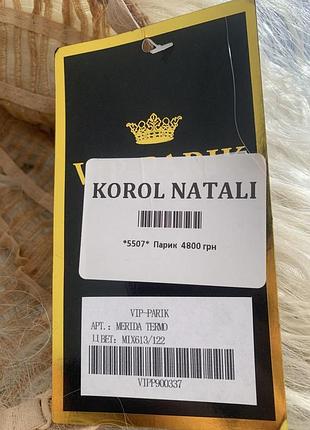 KOROL NATALI
*5507* Парик 4800 грн
VIP-PARIK
АРТ.: MERIDA TERMO
ЦВЕТ: MIX613/122
VIPP900337